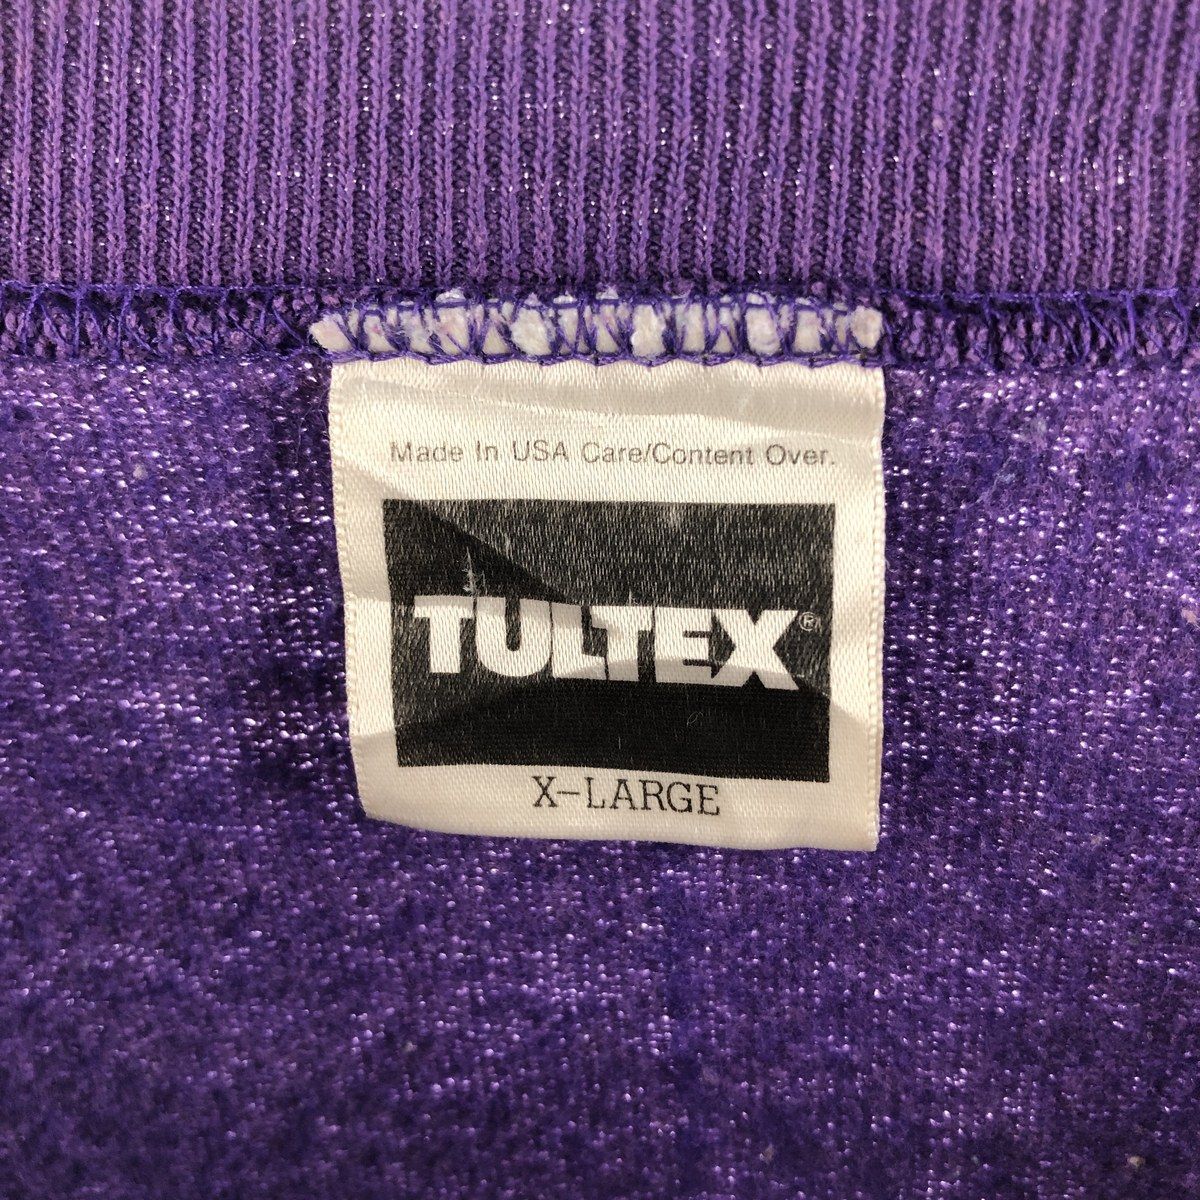 Made In USA Care/Content Over.
TULTEX®
X-LARGE